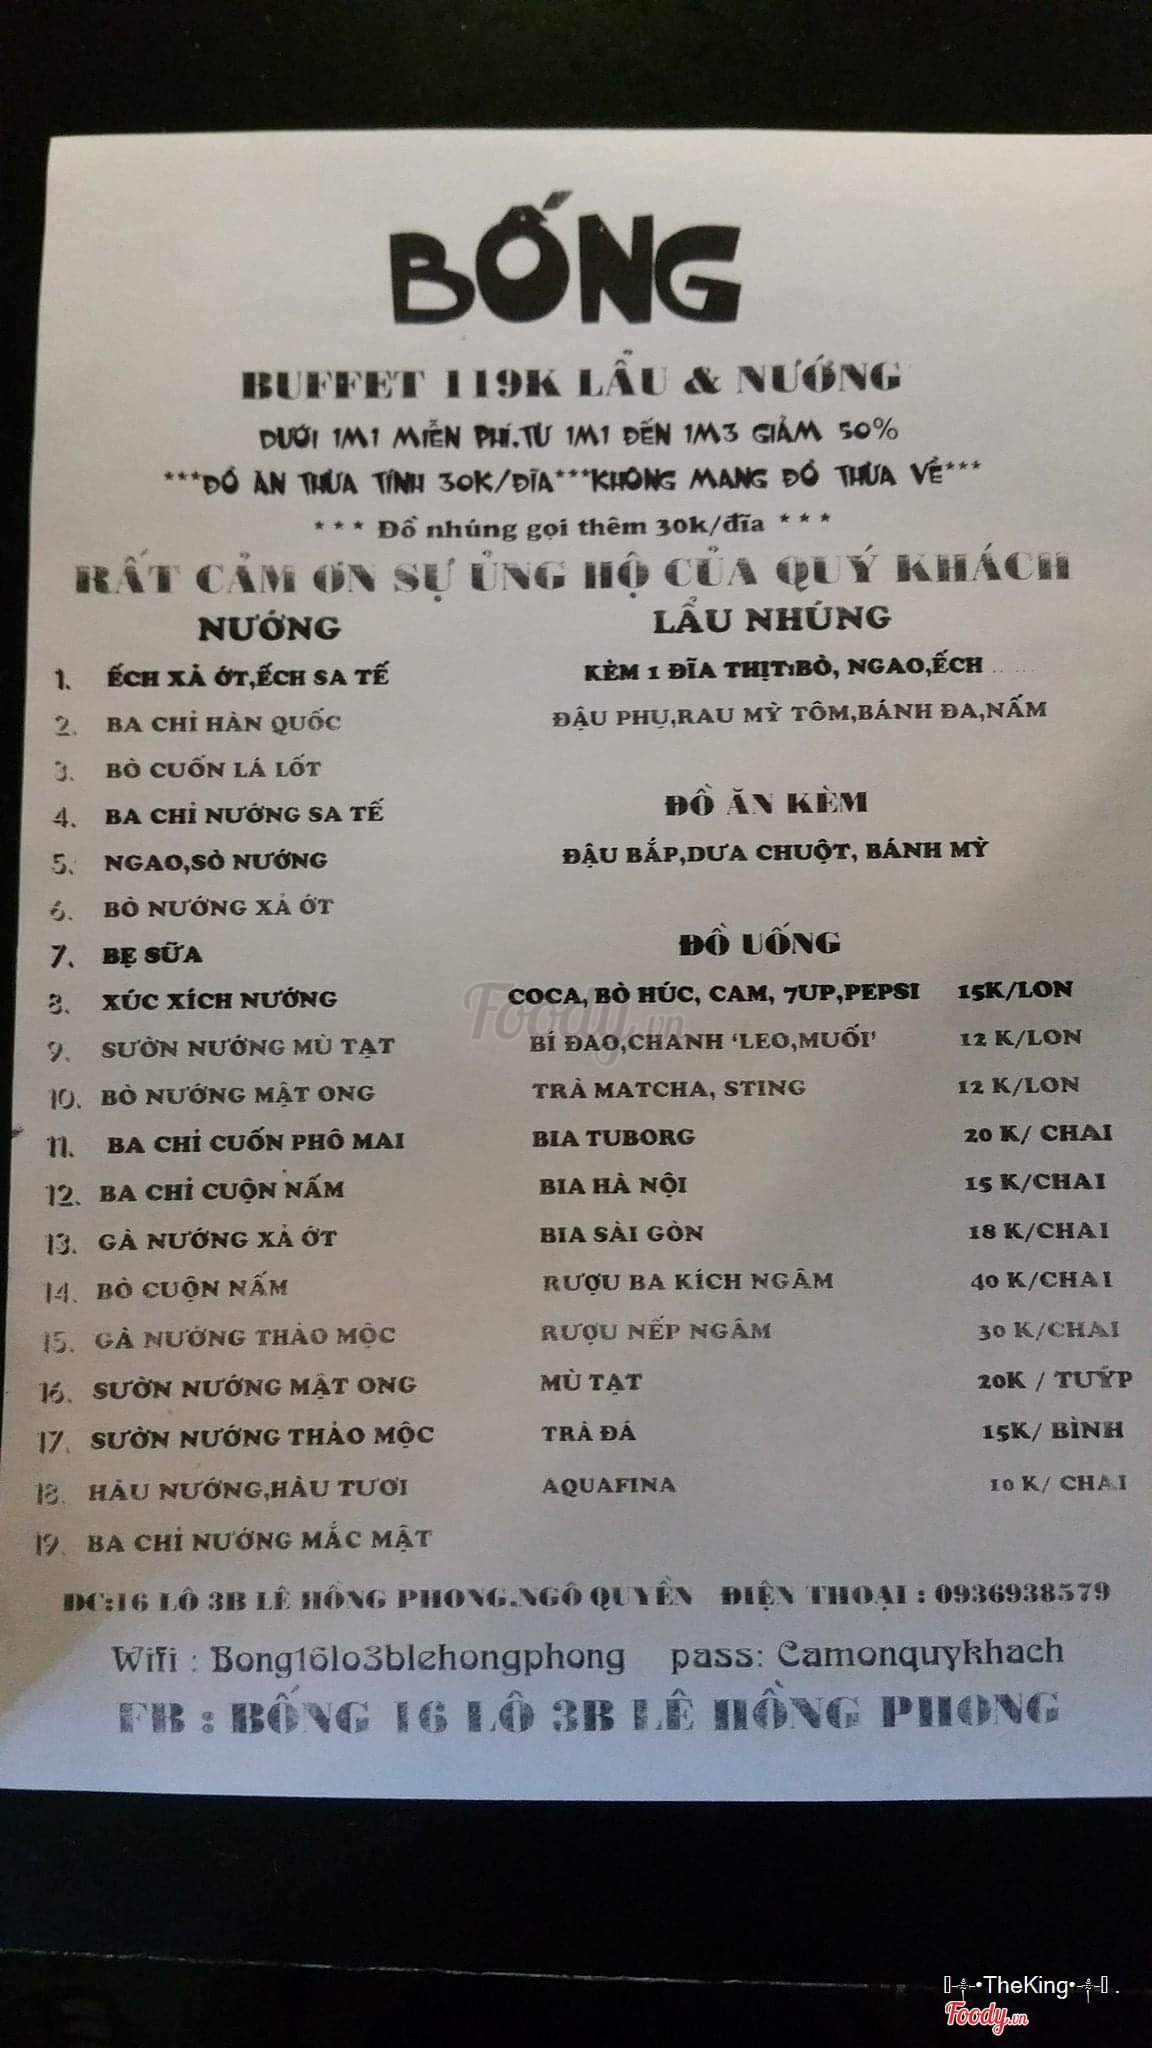 BỐNG
BUFFET 119K LẨU & NƯỚNG
DƯỚI 1M1 MIỄN PHÍ.TỪ 1M1 ĐẾN 1M3 GIẢM 50%
***ĐỒ ĂN THỪA TÍNH 30K/ĐĨA***KHÔNG MANG ĐỒ THỪA VỀ***
*** Đồ nhúng gọi thêm 30k/đĩa ***
RẤT CẢM ƠN SỰ ỦNG HỘ CỦA QUÝ KHÁCH
NƯỚNG
1. ẾCH XẢ ỚT,ẾCH SA TẾ
2. BA CHỈ HÀN QUỐC
3. BÒ CUỐN LÁ LỐT
4. BA CHỈ NƯỚNG SA TẾ
5. NGAO,SÒ NƯỚNG
6. BÒ NƯỚNG XẢ ỚT
7. BẸ SỮA
8. XÚC XÍCH NƯỚNG
9. SƯỜN NƯỚNG MÙ TẠT
10. BÒ NƯỚNG MẬT ONG
11. BA CHỈ CUỐN PHÔ MAI
12. BA CHỈ CUỘN NẤM
13. GÀ NƯỚNG XẢ ỚT
14. BÒ CUỘN NẤM
15. GÀ NƯỚNG THẢO MỘC
16. SƯỜN NƯỚNG MẬT ONG
17. SƯỜN NƯỚNG THẢO MỘC
18. HÀU NƯỚNG,HÀU TƯƠI
19. BA CHỈ NƯỚNG MẮC MẬT
LẨU NHÚNG
KÈM 1 ĐĨA THỊT:BÒ, NGAO,ẾCH ......
ĐẬU PHỤ,RAU MỲ TÔM,BÁNH ĐA,NẤM
ĐỒ ĂN KÈM
ĐẬU BẮP,DƯA CHUỘT, BÁNH MỲ
ĐỒ UỐNG
COCA, BÒ HÚC, CAM, 7UP,PEPSI 15K/LON
BÍ ĐAO,CHANH 'LEO,MUỐI' 12 K/LON
TRÀ MATCHA, STING 12 K/LON
BIA TUBORG 20 K/ CHAI
BIA HÀ NỘI 15 K/CHAI
BIA SÀI GÒN 18 K/CHAI
RƯỢU BA KÍCH NGÂM 40 K/CHAI
RƯỢU NẾP NGÂM 30 K/CHAI
MÙ TẠT 20K / TUÝP
TRÀ ĐÁ 15K/ BÌNH
AQUAFINA 10 K/ CHAI
ĐC:16 LÔ 3B LÊ HỒNG PHONG.NGÔ QUYỀN ĐIỆN THOẠI : 0936938579
Wifi : Bong16lo3blehongphong pass: Camonquykhach
FB : BỐNG 16 LÔ 3B LÊ HỒNG PHONG
Foody.vn
•TheKing•
Foody.vn